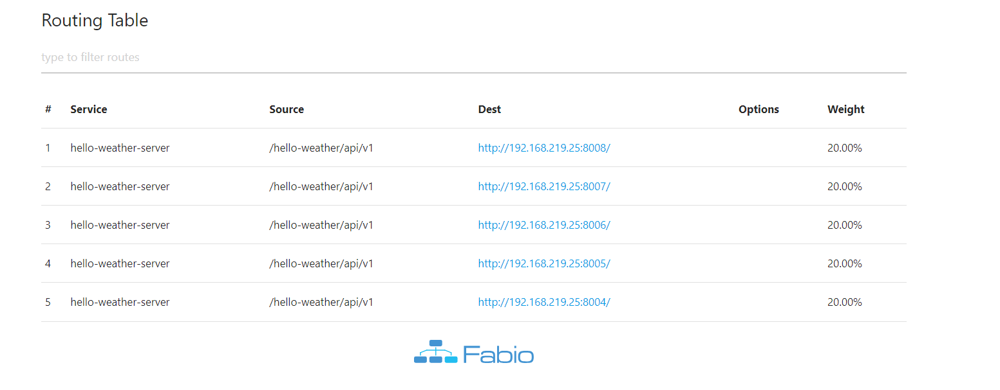 Routing Table
type to filter routes
# Service Source Dest Options Weight
1 hello-weather-server /hello-weather/api/v1 http://192.168.219.25:8008/ 20.00%
2 hello-weather-server /hello-weather/api/v1 http://192.168.219.25:8007/ 20.00%
3 hello-weather-server /hello-weather/api/v1 http://192.168.219.25:8006/ 20.00%
4 hello-weather-server /hello-weather/api/v1 http://192.168.219.25:8005/ 20.00%
5 hello-weather-server /hello-weather/api/v1 http://192.168.219.25:8004/ 20.00%
Fabio